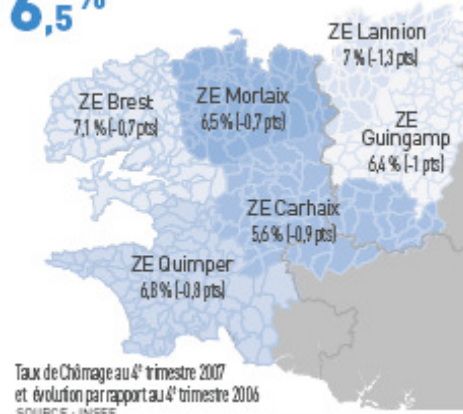 6,5%
ZE Lannion
7 % (-1,3 pts)
ZE Brest
7,1 % (-0,7 pts)
ZE Morlaix
6,5 % (-0,7 pts)
ZE
Guingamp
6,4 % (-1 pts)
ZE Carhaix
5,6 % (-0,9 pts)
ZE Quimper
6,8 % (-0,8 pts)
Taux de Chômage au 4° trimestre 2007
et évolution par rapport au 4° trimestre 2006
SOURCE : INSEE